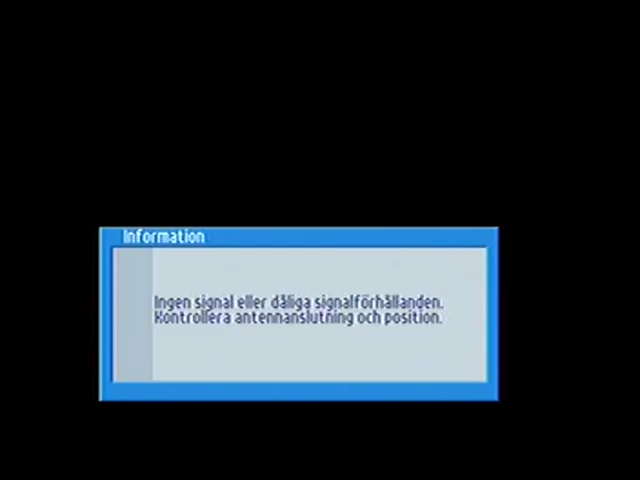 Information
Ingen signal eller dåliga signalförhållanden.
Kontrollera antennanslutning och position.